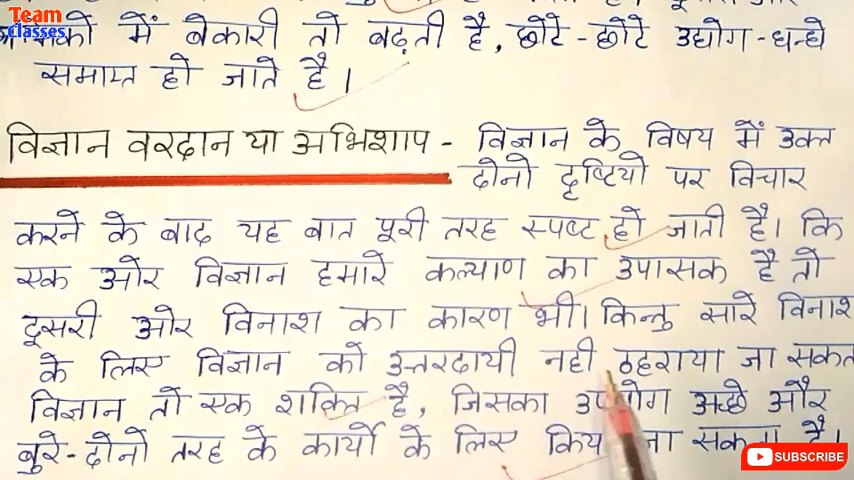 Team
Classes
में बेकारी तो बढ़ती है, छोटे-छोटे उद्योग-धन्धे
समाप्त हो जाते है।
विज्ञान वरदान या अभिशाप - विज्ञान के विषय में उक्त
दोनो दृष्टियो पर विचार
करने के बाद यह बात पूरी तरह स्पष्ट हो जाती है। कि
एक ओर विज्ञान हमारे कल्याण का उपासक है तो
दूसरी ओर विनाश का कारण भी। किन्तु सारे विनाश
के लिए विज्ञान को उत्तरदायी नही ठहराया जा सकत
विज्ञान तो एक शक्ति है, जिसका उपयोग अच्छे और
बुरे-दोनो तरह के कार्यो के लिए किय जा सकता है।
SUBSCRIBE